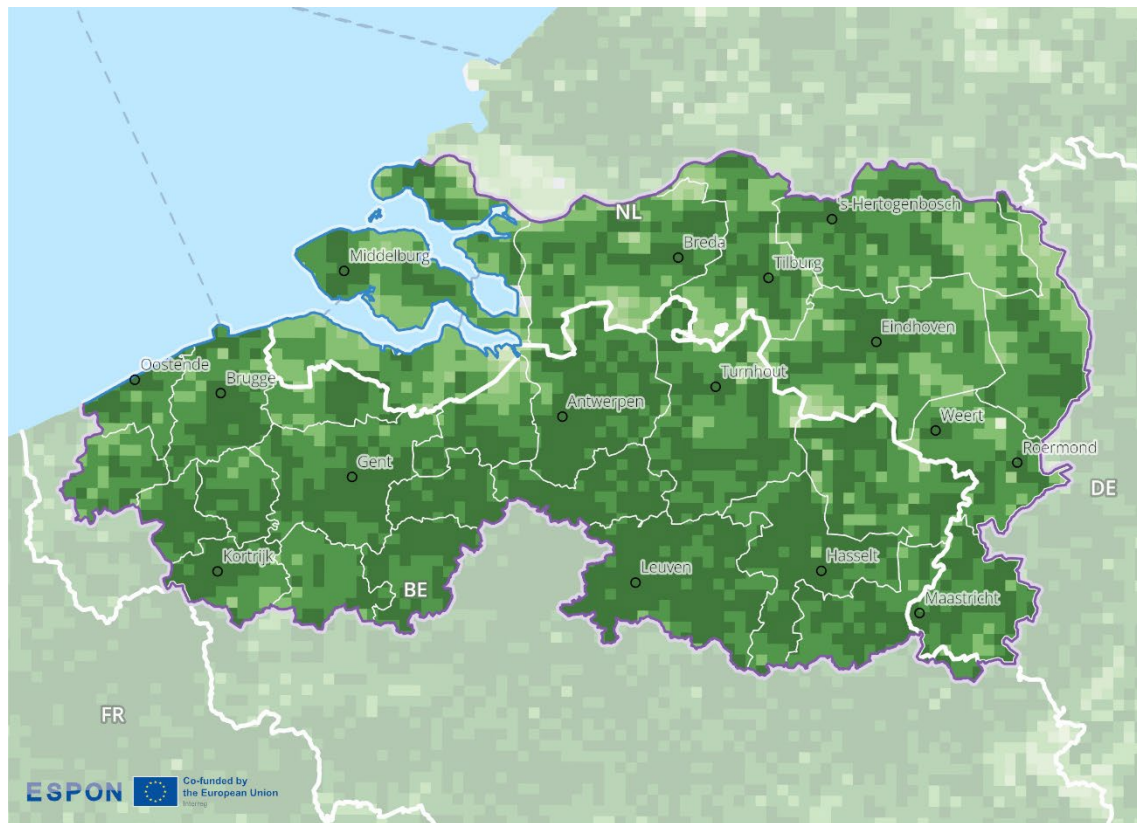 's-Hertogenbosch
NL
Breda
Middelburg
Tilburg
Eindhoven
Oostende
Brugge
Turnhout
Antwerpen
Weert
Gent
Roermond
DE
Kortrijk
Leuven
Hasselt
BE
Maastricht
FR
ESPON
Co-funded by
the European Union
Interreg